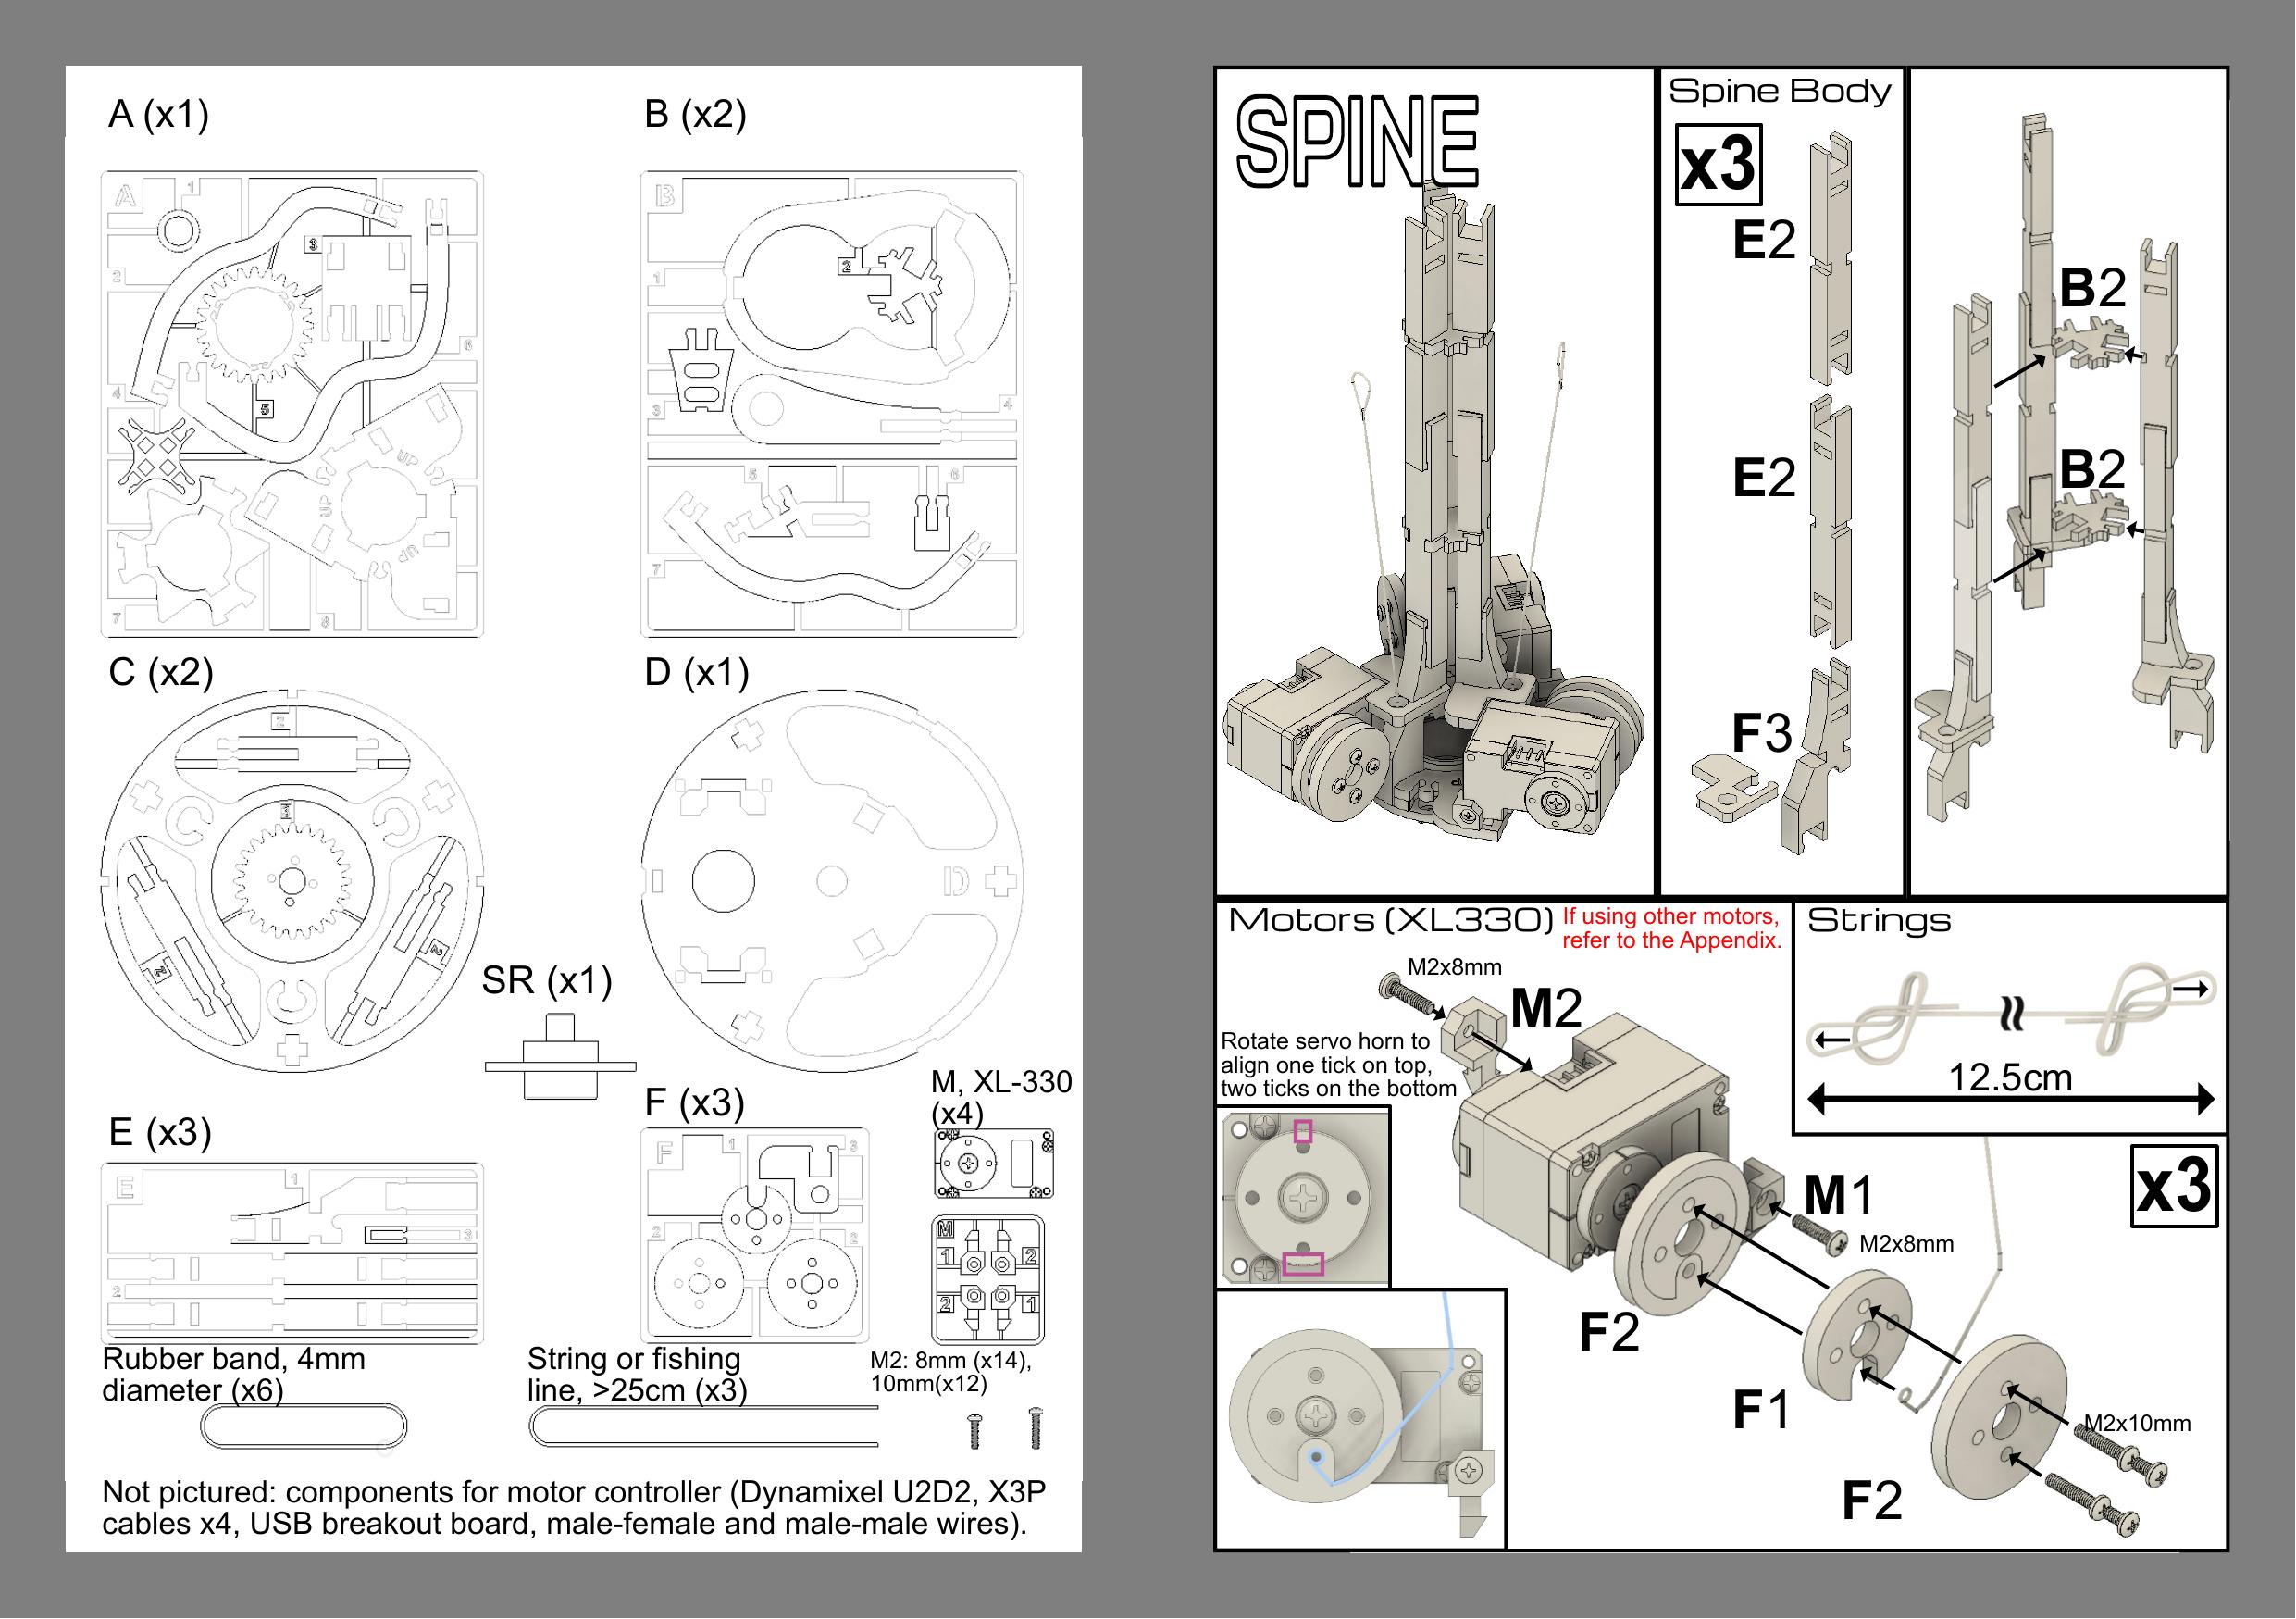 A (x1)
B (x2)
A
1
2
3
4
5
6
7
8
UP
UP
UP
B
1
2
3
4
5
6
7
C (x2)
D (x1)
2
1
2
2
D
SR (x1)
E (x3)
F (x3)
M, XL-330
(x4)
E
1
2
3
F
1
3
2
2
M
1
2
2
1
Rubber band, 4mm
diameter (x6)
String or fishing
line, >25cm (x3)
M2: 8mm (x14),
10mm(x12)
Not pictured: components for motor controller (Dynamixel U2D2, X3P
cables x4, USB breakout board, male-female and male-male wires).
SPINE
Spine Body
x3
E2
E2
F3
B2
B2
Motors (XL330)
If using other motors,
refer to the Appendix.
M2x8mm
M2
Rotate servo horn to
align one tick on top,
two ticks on the bottom
M1
M2x8mm
F2
F1
M2x10mm
F2
Strings
12.5cm
x3